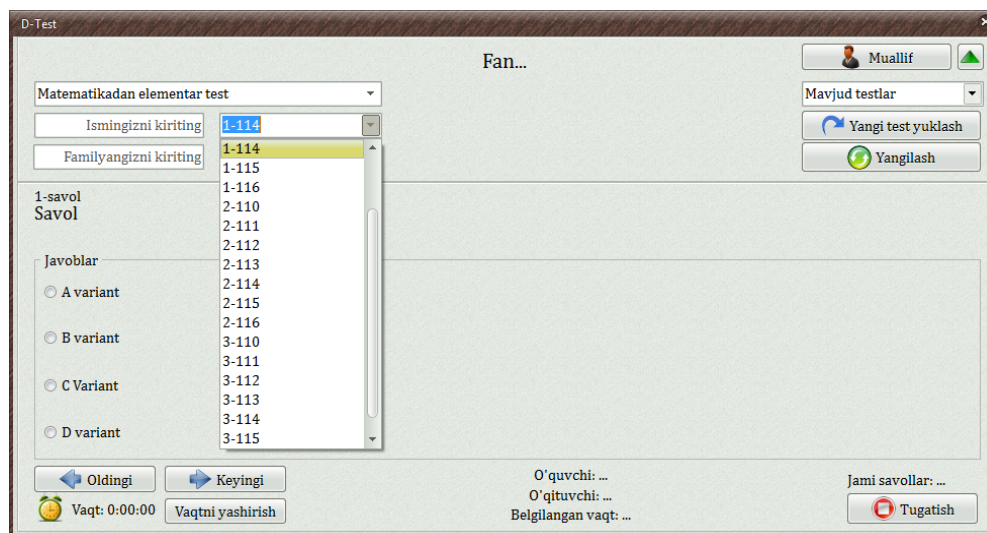 D-Test
Fan...
Muallif
Matematikadan elementar test
Mavjud testlar
Ismingizni kiriting
1-114
Yangi test yuklash
Familyangizni kiriting
Yangilash
1-114
1-115
1-116
2-110
2-111
2-112
2-113
2-114
2-115
2-116
3-110
3-111
3-112
3-113
3-114
3-115
1-savol
Savol
Javoblar
A variant
B variant
C Variant
D variant
Oldingi
Keyingi
O'quvchi: ...
Jami savollar: ...
O'qituvchi: ...
Vaqt: 0:00:00
Vaqtni yashirish
Belgilangan vaqt: ...
Tugatish